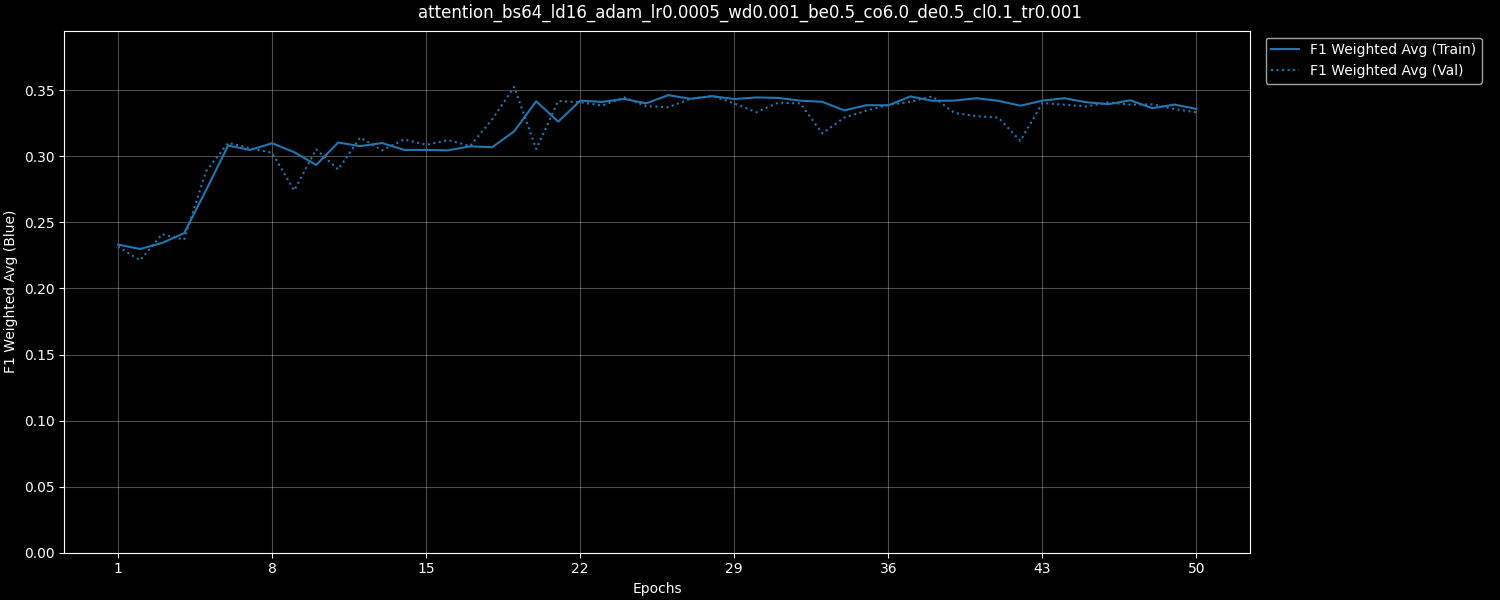 attention_bs64_ld16_adam_lr0.0005_wd0.001_be0.5_co6.0_de0.5_cl0.1_tr0.001
F1 Weighted Avg (Train)
F1 Weighted Avg (Val)
F1 Weighted Avg (Blue)
0.35
0.30
0.25
0.20
0.15
0.10
0.05
0.00
1 8 15 22 29 36 43 50
Epochs